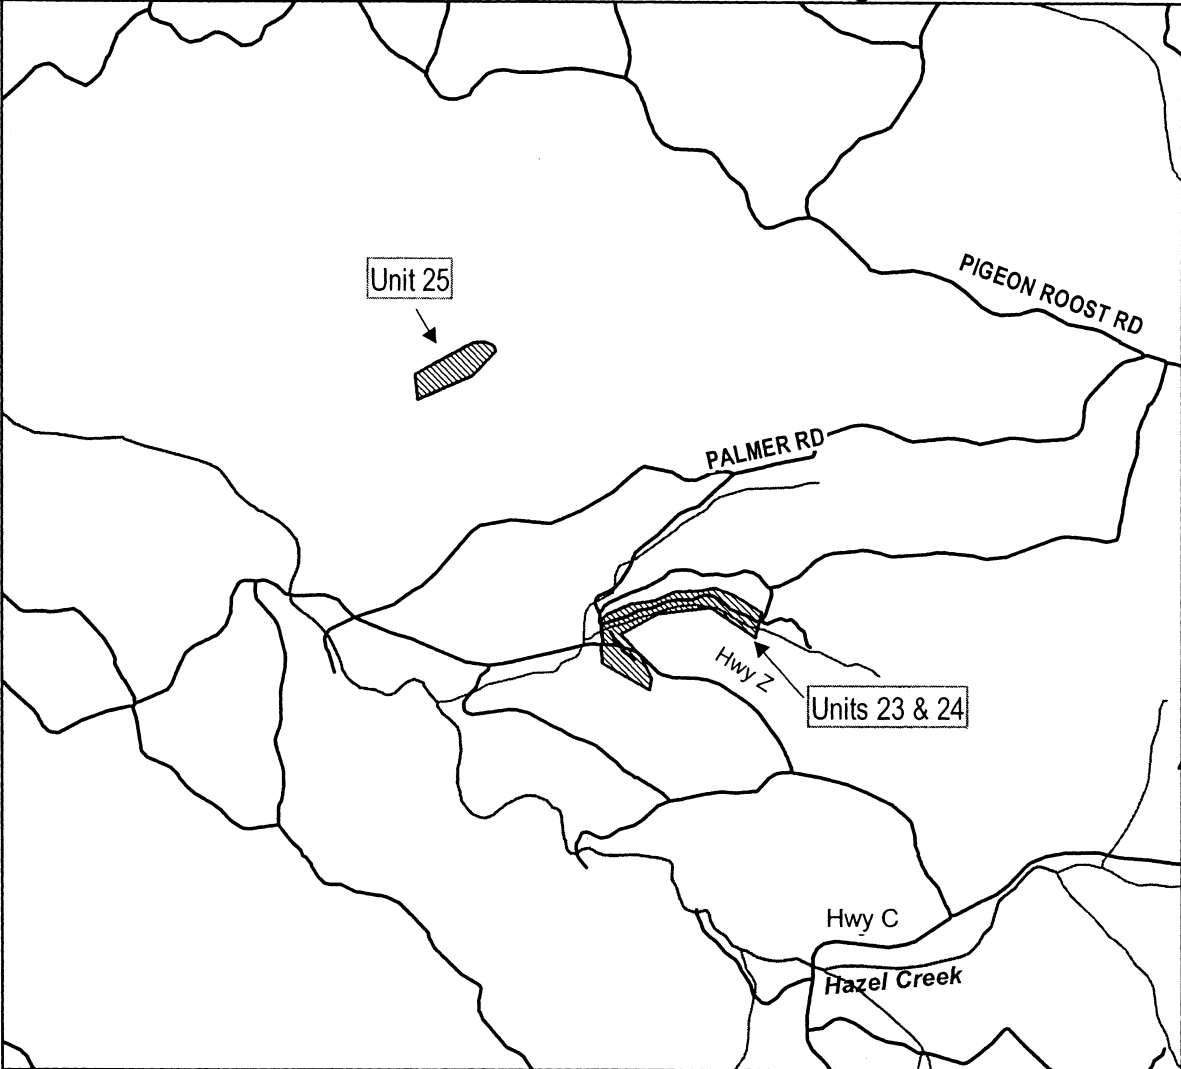 PIGEON ROOST RD
Unit 25
PALMER RD
Hwy Z
Units 23 & 24
Hwy C
Hazel Creek